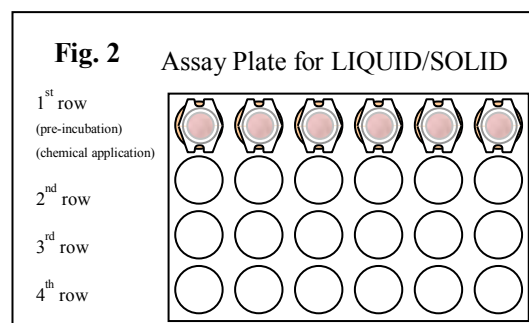 Fig. 2 Assay Plate for LIQUID/SOLID
1st row
(pre-incubation)
(chemical application)
2nd row
3rd row
4th row